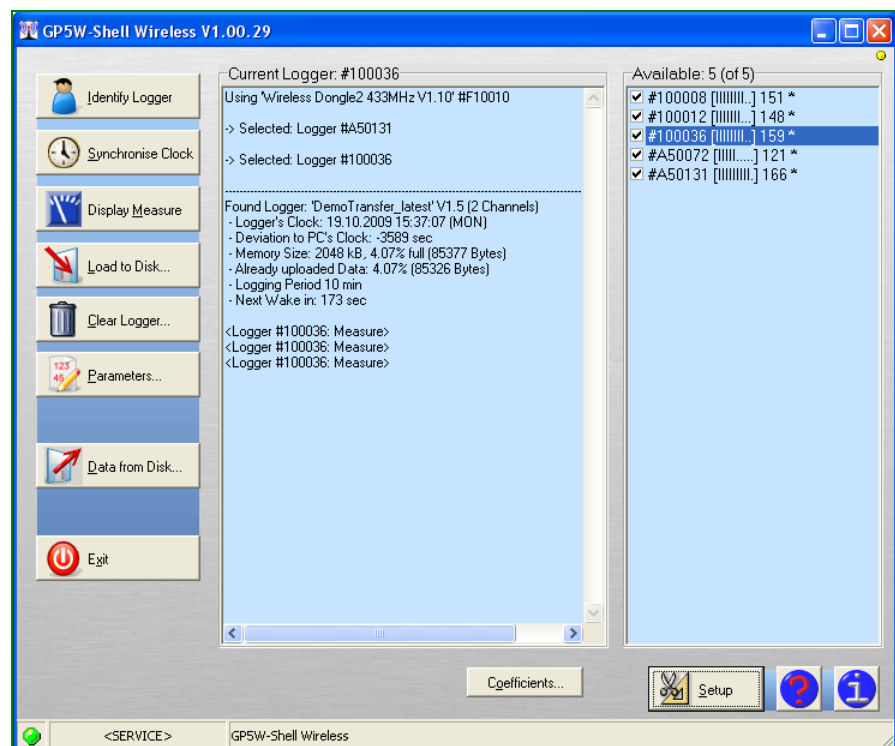 GP5W-Shell Wireless V1.00.29
Identify Logger
Synchronise Clock
Display Measure
Load to Disk...
Clear Logger...
123
45
Parameters...
Data from Disk...
Exit
Current Logger: #100036
Using 'Wireless Dongle2 433MHz V1.10' #F10010
-> Selected: Logger #A50131
-> Selected: Logger #100036
Found Logger: 'DemoTransfer_latest' V1.5 (2 Channels)
- Logger's Clock: 19.10.2009 15:37:07 (MON)
- Deviation to PC's Clock: -3589 sec
- Memory Size: 2048 kB, 4.07% full (85377 Bytes)
- Already uploaded Data: 4.07% (85326 Bytes)
- Logging Period 10 min
- Next Wake in: 173 sec
<Logger #100036: Measure>
<Logger #100036: Measure>
<Logger #100036: Measure>
Available: 5 (of 5)
#100008 [IIIIIIII..] 151 *
#100012 [IIIIIIII..] 148 *
#100036 [IIIIIIII..] 159 *
#A50072 [IIIII.....] 121 *
#A50131 [IIIIIIIII.] 166 *
Coefficients...
Setup
?
i
<SERVICE>
GP5W-Shell Wireless